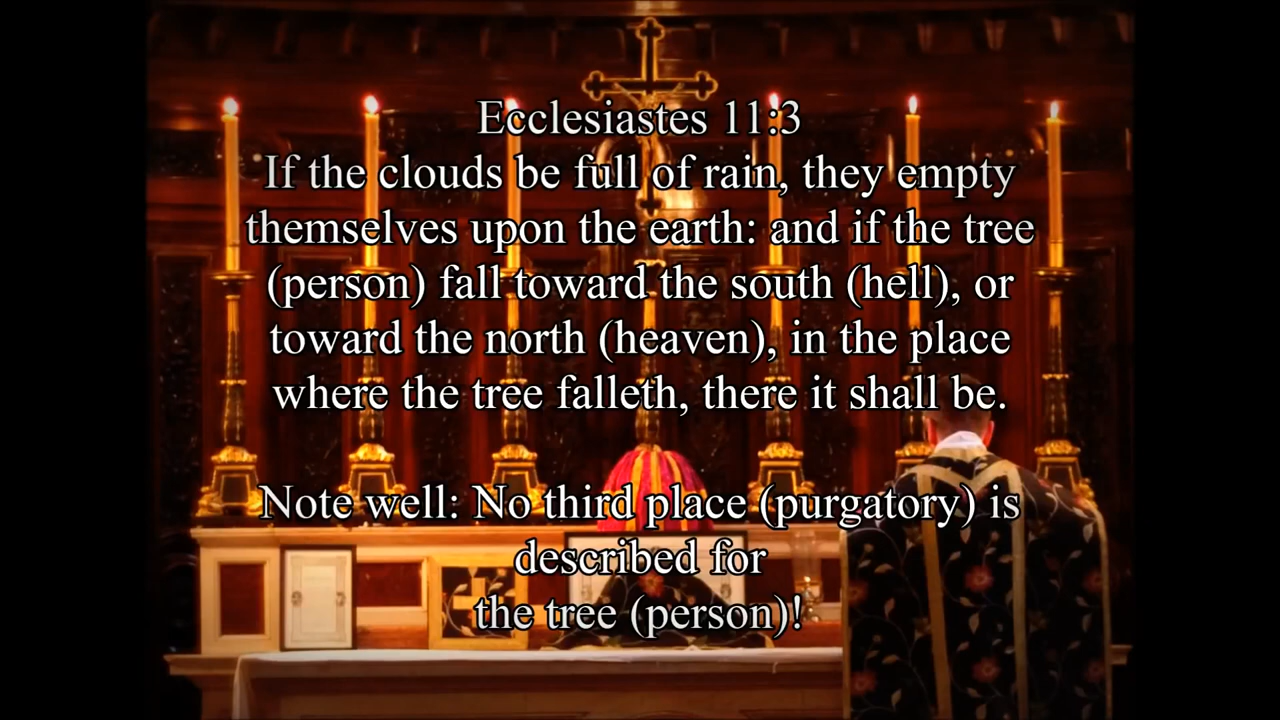 Ecclesiastes 11:3
If the clouds be full of rain, they empty
themselves upon the earth: and if the tree
(person) fall toward the south (hell), or
toward the north (heaven), in the place
where the tree falleth, there it shall be.
Note well: No third place (purgatory) is
described for
the tree (person)!